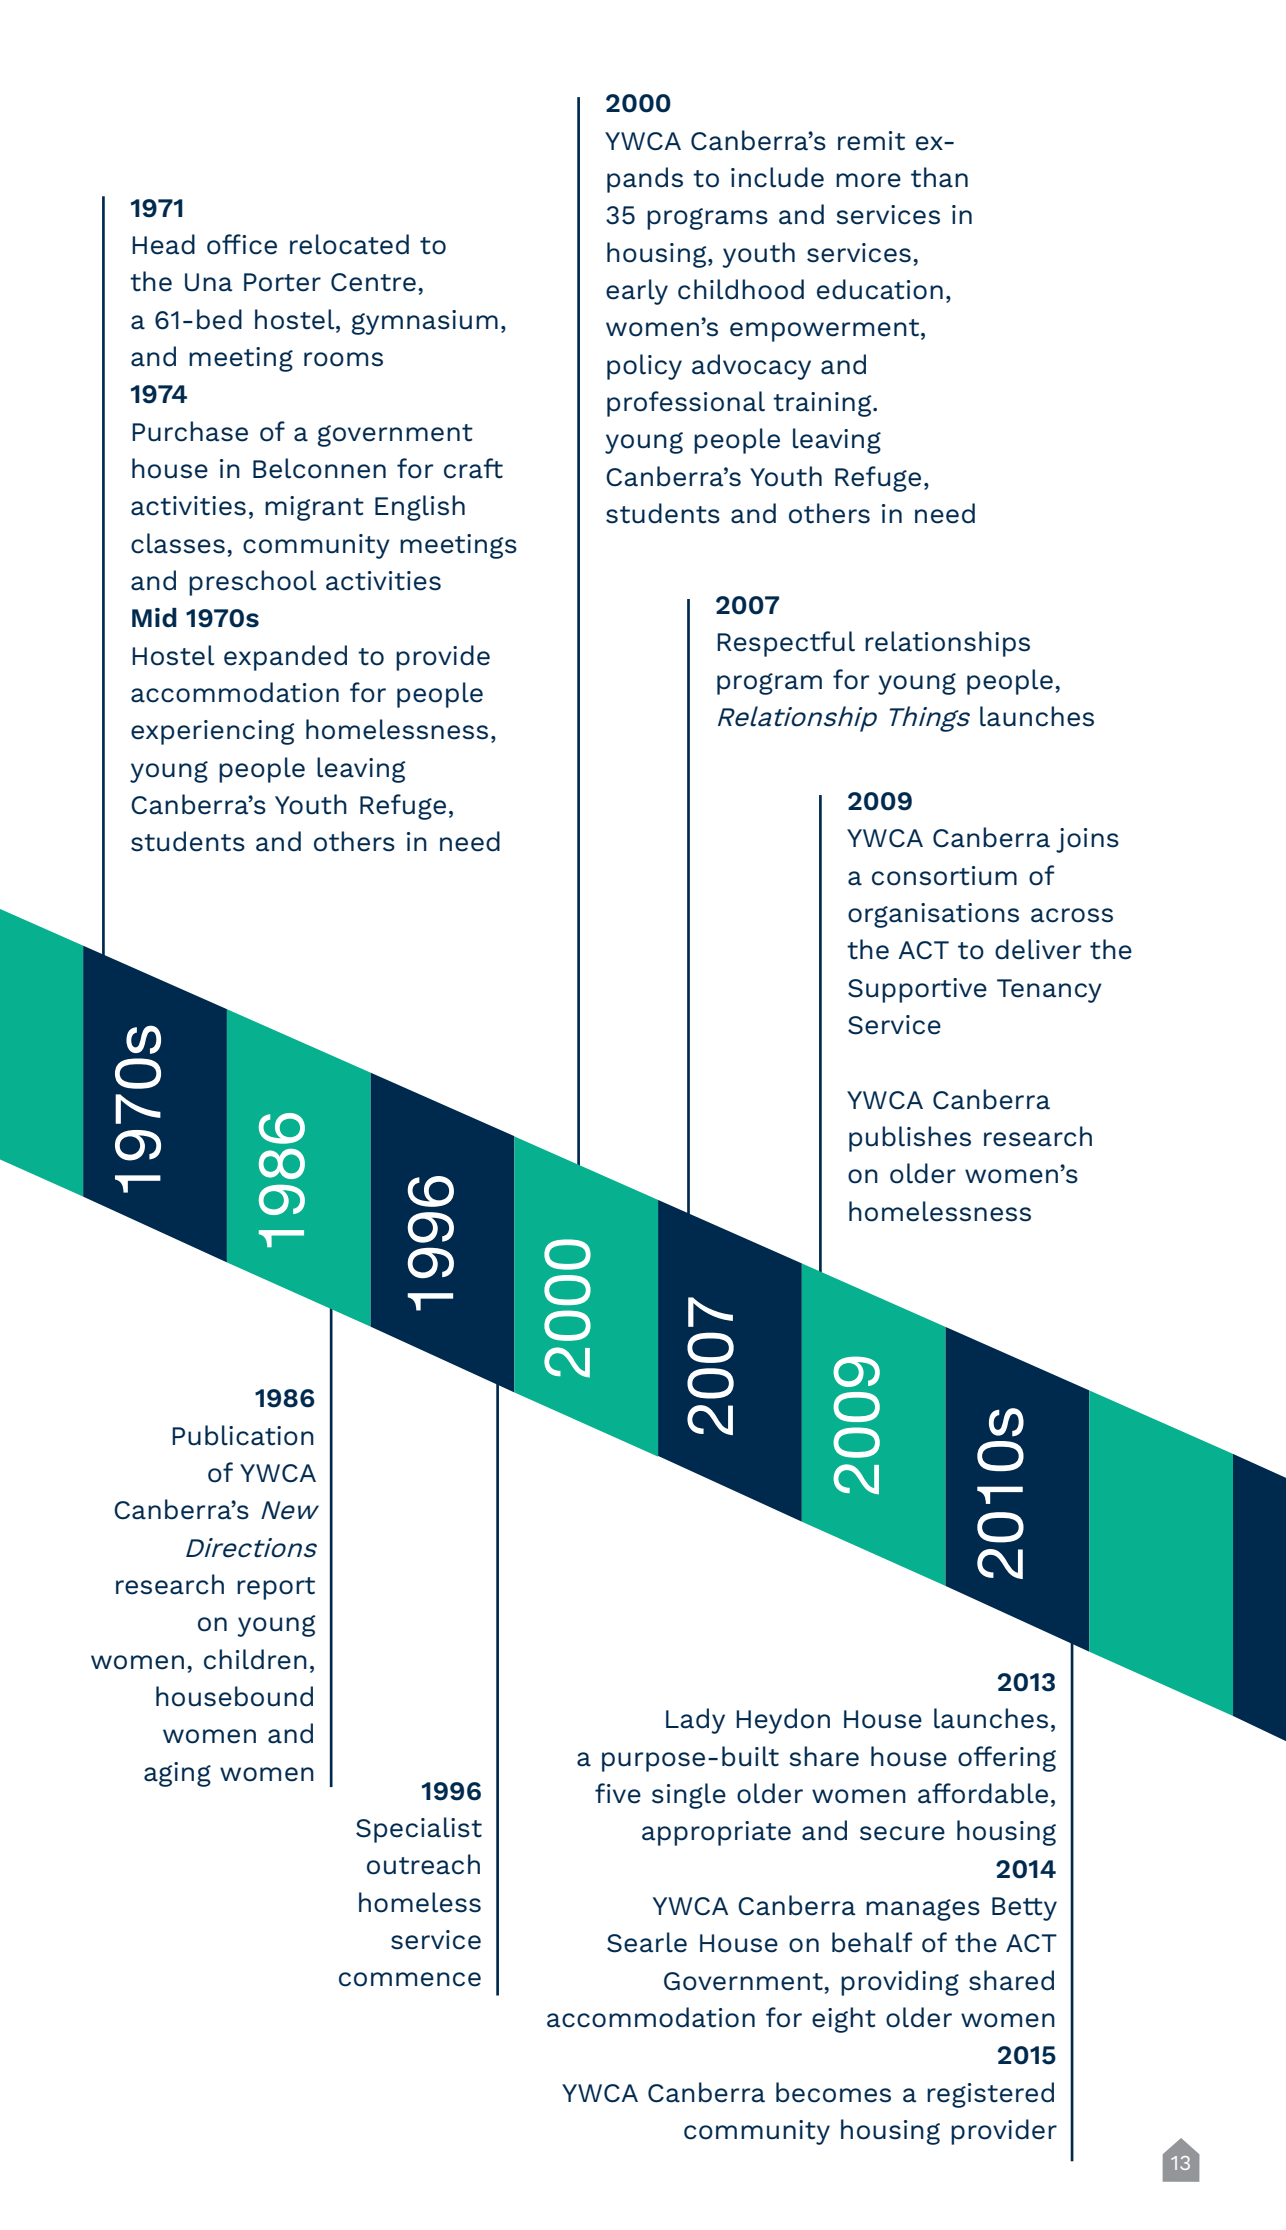 1971
Head office relocated to
the Una Porter Centre,
a 61-bed hostel, gymnasium,
and meeting rooms
1974
Purchase of a government
house in Belconnen for craft
activities, migrant English
classes, community meetings
and preschool activities
Mid 1970s
Hostel expanded to provide
accommodation for people
experiencing homelessness,
young people leaving
Canberra’s Youth Refuge,
students and others in need
2000
YWCA Canberra’s remit ex-
pands to include more than
35 programs and services in
housing, youth services,
early childhood education,
women’s empowerment,
policy advocacy and
professional training.
young people leaving
Canberra’s Youth Refuge,
students and others in need
2007
Respectful relationships
program for young people,
Relationship Things launches
2009
YWCA Canberra joins
a consortium of
organisations across
the ACT to deliver the
Supportive Tenancy
Service
YWCA Canberra
publishes research
on older women’s
homelessness
1970s
1986
1996
2000
2007
2009
2010s
1986
Publication
of YWCA
Canberra’s New
Directions
research report
on young
women, children,
housebound
women and
aging women
1996
Specialist
outreach
homeless
service
commence
2013
Lady Heydon House launches,
a purpose-built share house offering
five single older women affordable,
appropriate and secure housing
2014
YWCA Canberra manages Betty
Searle House on behalf of the ACT
Government, providing shared
accommodation for eight older women
2015
YWCA Canberra becomes a registered
community housing provider
13